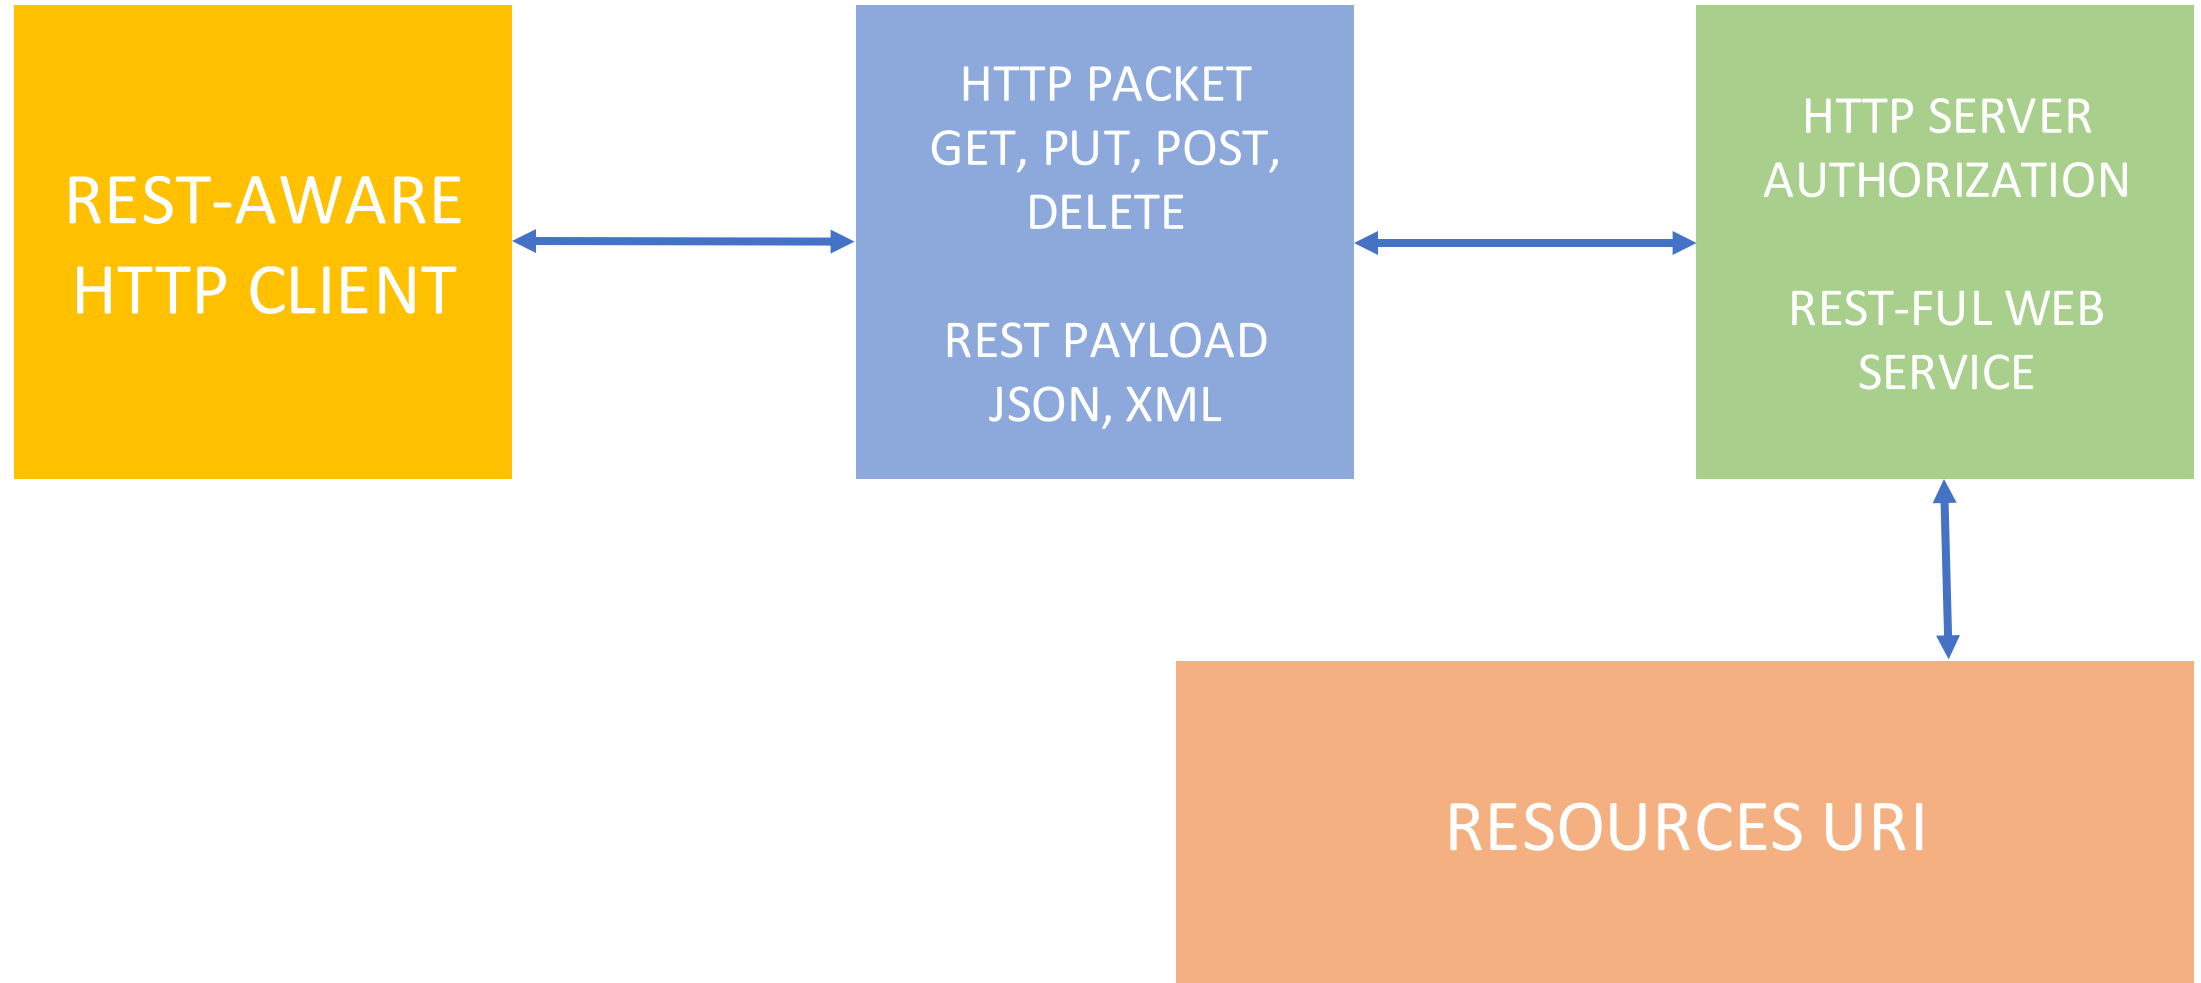 REST-AWARE
HTTP CLIENT
HTTP PACKET
GET, PUT, POST,
DELETE
REST PAYLOAD
JSON, XML
HTTP SERVER
AUTHORIZATION
REST-FUL WEB
SERVICE
RESOURCES URI